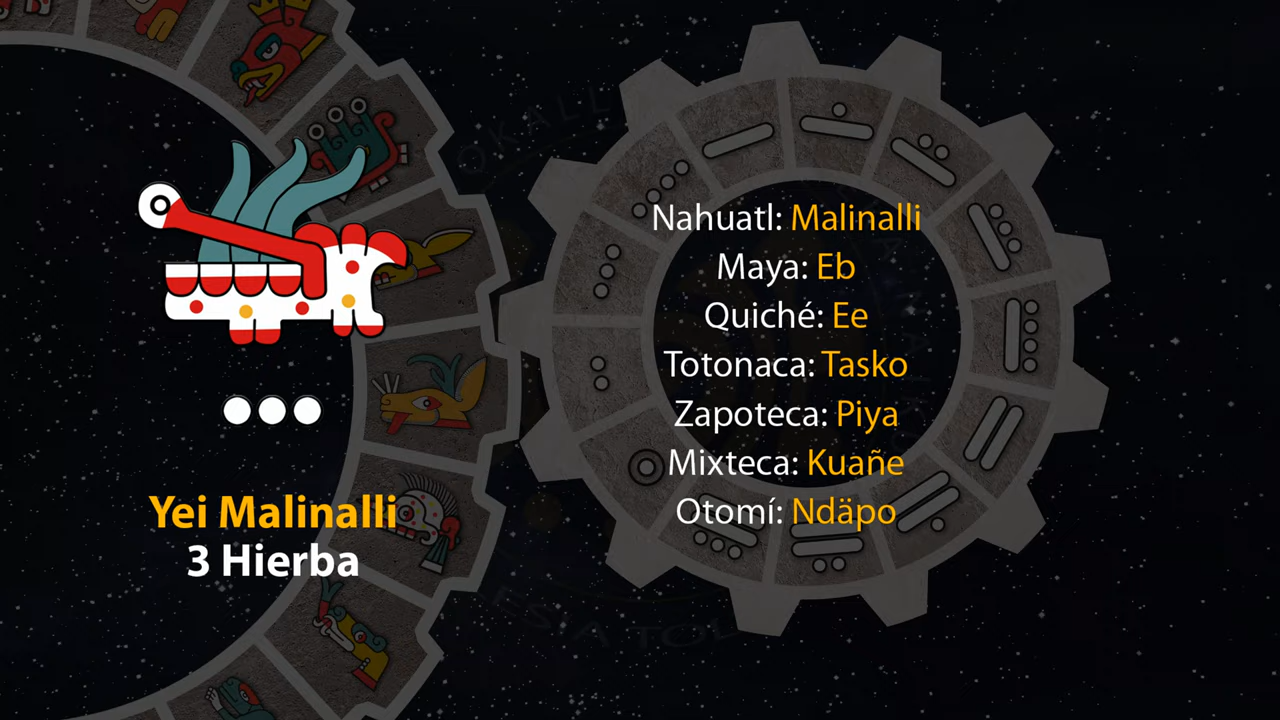 Nahuatl: Malinalli
Maya: Eb
Quiché: Ee
Totonaca: Tasko
Zapoteca: Piya
Mixteca: Kuañe
Otomí: Ndäpo
Yei Malinalli
3 Hierba